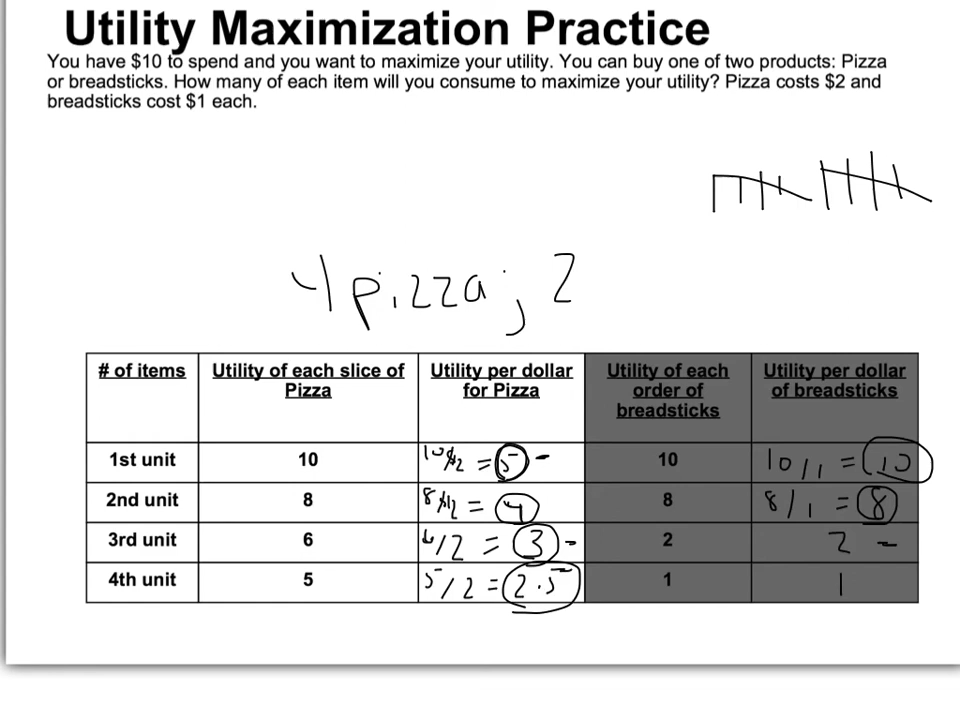 Utility Maximization Practice
You have $10 to spend and you want to maximize your utility. You can buy one of two products: Pizza
or breadsticks. How many of each item will you consume to maximize your utility? Pizza costs $2 and
breadsticks cost $1 each.
4 pizza; 2
# of items
Utility of each slice of
Pizza
Utility per dollar
for Pizza
Utility of each
order of
breadsticks
Utility per dollar
of breadsticks
1st unit 10 10/$2 = 5 - 10 10/1 = 10
2nd unit 8 8/$2 = 4 8 8/1 = 8
3rd unit 6 6/2 = 3 - 2 2 -
4th unit 5 5/2 = 2.5 1 1